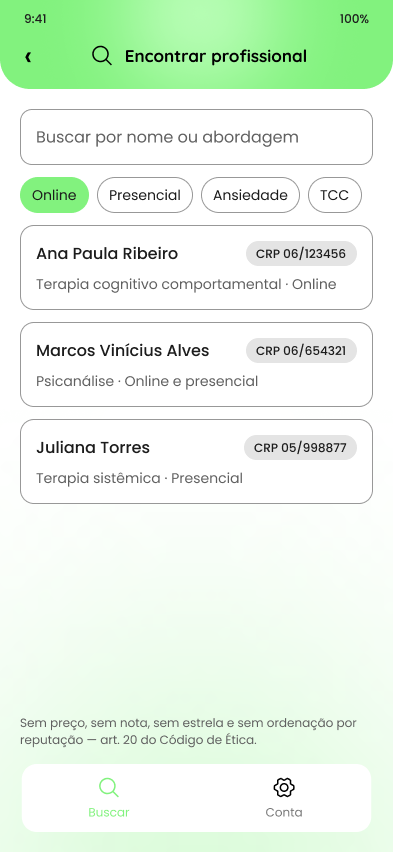 9:41
100%
Encontrar profissional
Buscar por nome ou abordagem
Online
Presencial
Ansiedade
TCC
Ana Paula Ribeiro
CRP 06/123456
Terapia cognitivo comportamental · Online
Marcos Vinícius Alves
CRP 06/654321
Psicanálise · Online e presencial
Juliana Torres
CRP 05/998877
Terapia sistêmica · Presencial
Sem preço, sem nota, sem estrela e sem ordenação por
reputação — art. 20 do Código de Ética.
Buscar
Conta